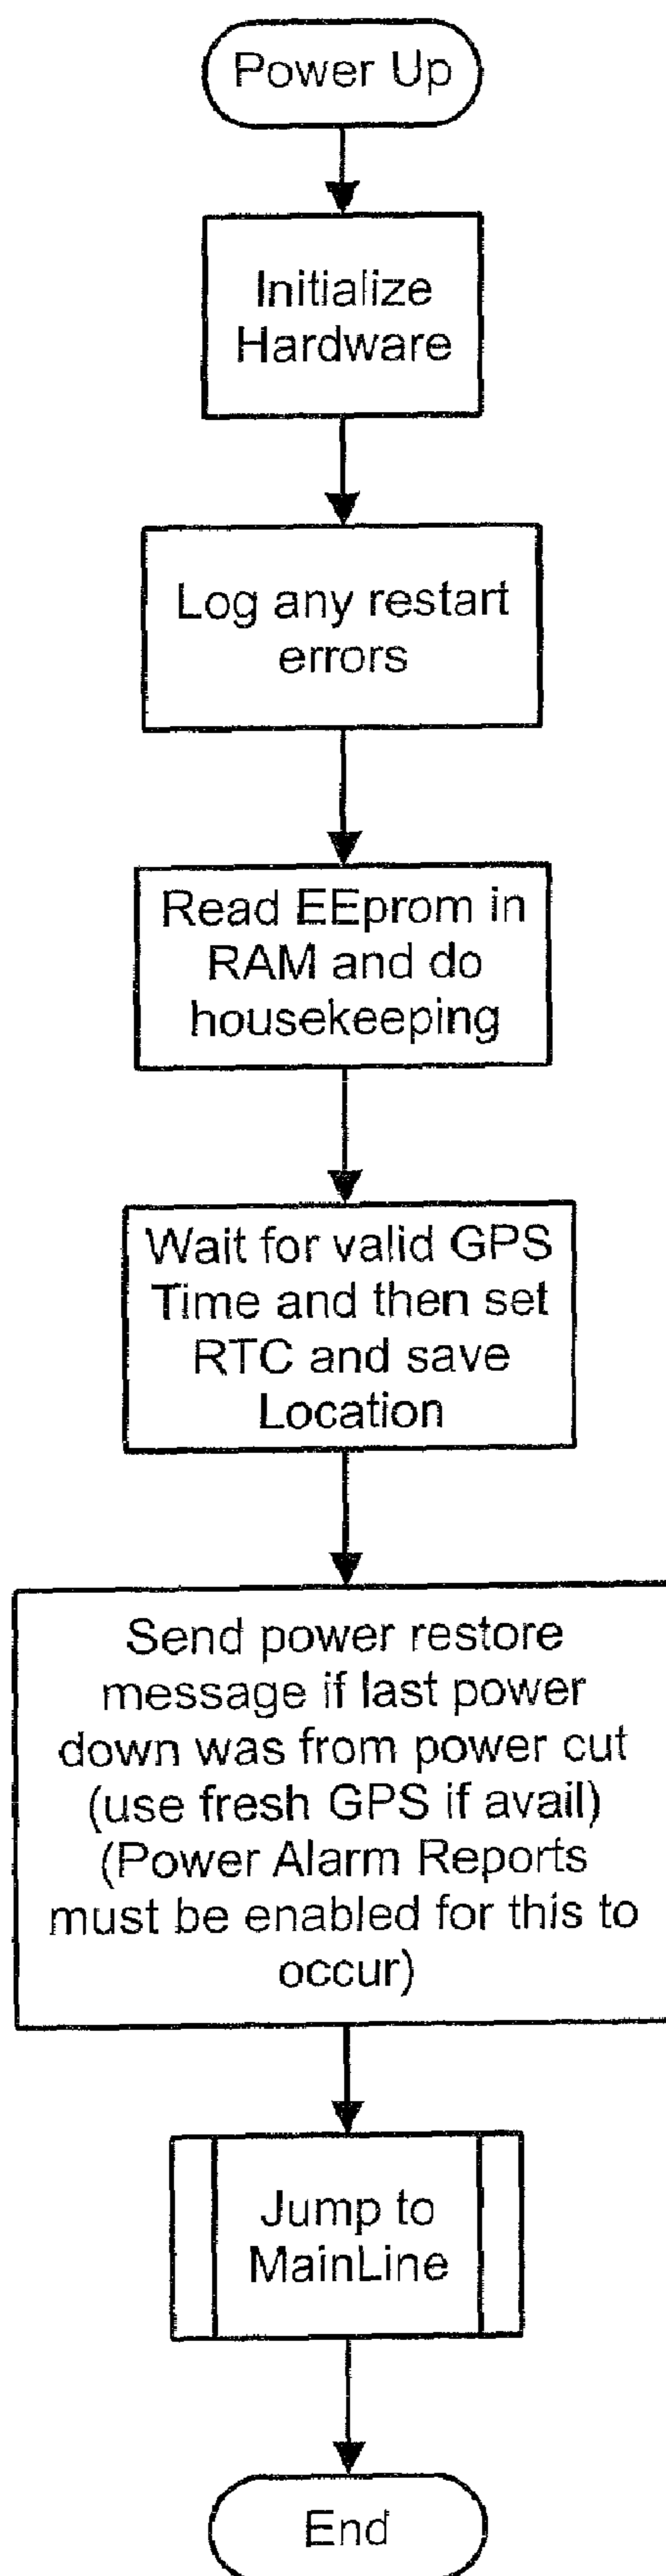 Power Up
Initialize
Hardware
Log any restart
errors
Read EEprom in
RAM and do
housekeeping
Wait for valid GPS
Time and then set
RTC and save
Location
Send power restore
message if last power
down was from power cut
(use fresh GPS if avail)
(Power Alarm Reports
must be enabled for this to
occur)
Jump to
MainLine
End